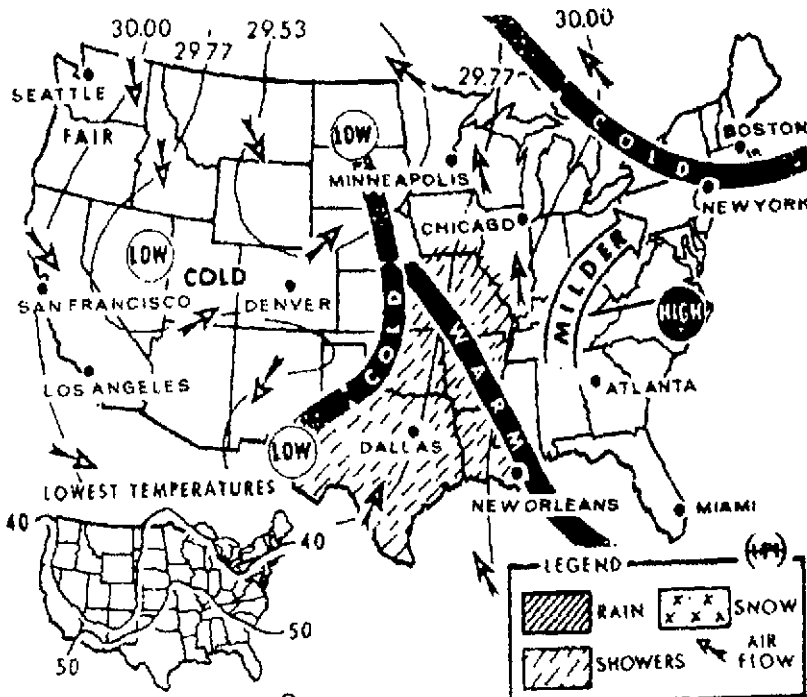 30.00
29.77
29.53
30.00
29.77
SEATTLE
FAIR
LOW
MINNEAPOLIS
COLD
BOSTON
NEW YORK
CHICAGO
LOW
COLD
SAN FRANCISCO
DENVER
COLD
WARM
MILDER
HIGH
LOS ANGELES
ATLANTA
LOW
DALLAS
LOWEST TEMPERATURES
NEW ORLEANS
MIAMI
40
40
50
50
LEGEND
RAIN
SNOW
SHOWERS
AIR
FLOW